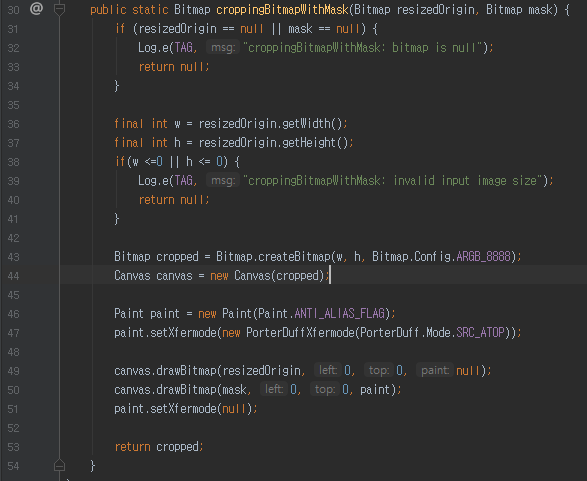 30 @ public static Bitmap croppingBitmapWithMask(Bitmap resizedOrigin, Bitmap mask) {
31 if (resizedOrigin == null || mask == null) {
32 Log.e(TAG, msg: "croppingBitmapWithMask: bitmap is null");
33 return null;
34 }
35
36 final int w = resizedOrigin.getWidth();
37 final int h = resizedOrigin.getHeight();
38 if(w <=0 || h <= 0) {
39 Log.e(TAG, msg: "croppingBitmapWithMask: invalid input image size");
40 return null;
41 }
42
43 Bitmap cropped = Bitmap.createBitmap(w, h, Bitmap.Config.ARGB_8888);
44 Canvas canvas = new Canvas(cropped);
45
46 Paint paint = new Paint(Paint.ANTI_ALIAS_FLAG);
47 paint.setXfermode(new PorterDuffXfermode(PorterDuff.Mode.SRC_ATOP));
48
49 canvas.drawBitmap(resizedOrigin, left: 0, top: 0, paint: null);
50 canvas.drawBitmap(mask, left: 0, top: 0, paint);
51 paint.setXfermode(null);
52
53 return cropped;
54 }